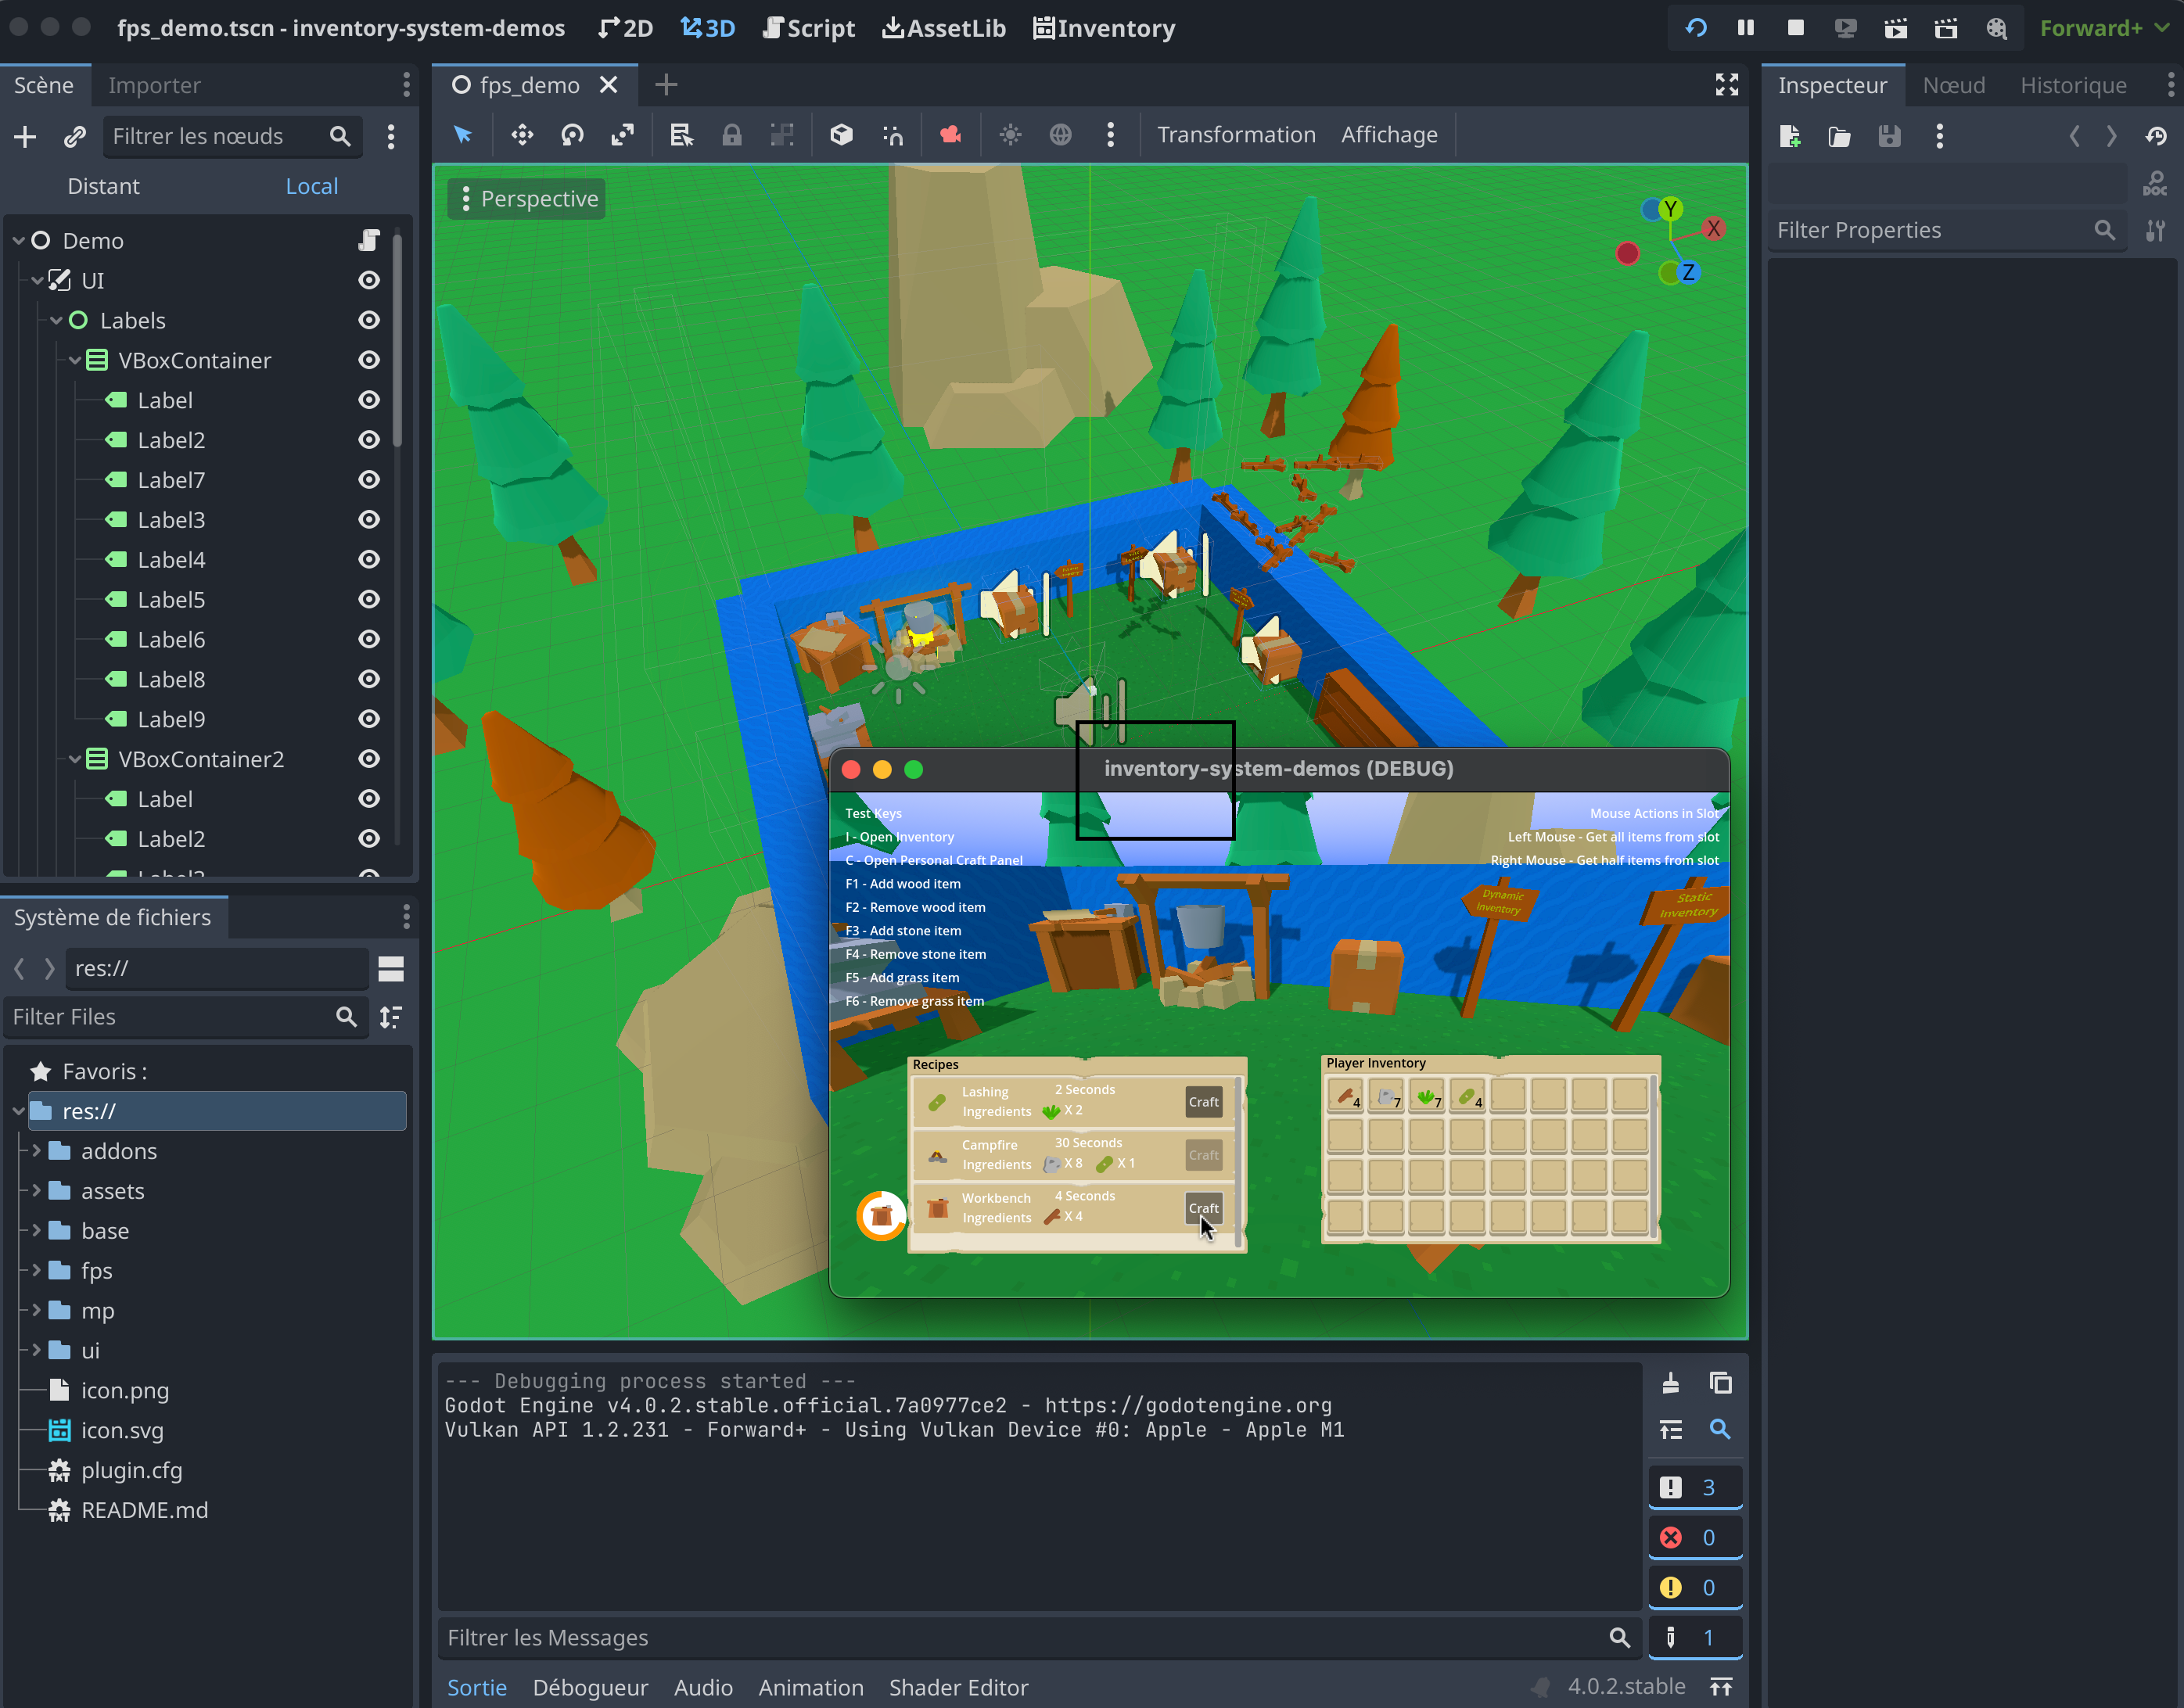 fps_demo.tscn - inventory-system-demos
2D
3D
Script
AssetLib
Inventory
Forward+
Scène
Importer
Filtrer les nœuds
Distant
Local
Demo
UI
Labels
VBoxContainer
Label
Label2
Label7
Label3
Label4
Label5
Label6
Label8
Label9
VBoxContainer2
Label
Label2
Système de fichiers
res://
Filter Files
Favoris :
res://
addons
assets
base
fps
mp
ui
icon.png
icon.svg
plugin.cfg
README.md
fps_demo
Transformation
Affichage
Perspective
Y
X
Z
inventory-system-demos (DEBUG)
Test Keys
I - Open Inventory
C - Open Personal Craft Panel
F1 - Add wood item
F2 - Remove wood item
F3 - Add stone item
F4 - Remove stone item
F5 - Add grass item
F6 - Remove grass item
Mouse Actions in Slot
Left Mouse - Get all items from slot
Right Mouse - Get half items from slot
Dynamic
Inventory
Static
Inventory
Recipes
Lashing
2 Seconds
Ingredients
X 2
Craft
Campfire
30 Seconds
Ingredients
X 8
X 1
Craft
Workbench
4 Seconds
Ingredients
X 4
Craft
Player Inventory
4
7
7
4
--- Debugging process started ---
Godot Engine v4.0.2.stable.official.7a0977ce2 - https://godotengine.org
Vulkan API 1.2.231 - Forward+ - Using Vulkan Device #0: Apple - Apple M1
3
0
0
1
Filtrer les Messages
Sortie
Débogueur
Audio
Animation
Shader Editor
4.0.2.stable
Inspecteur
Nœud
Historique
DOC
Filter Properties